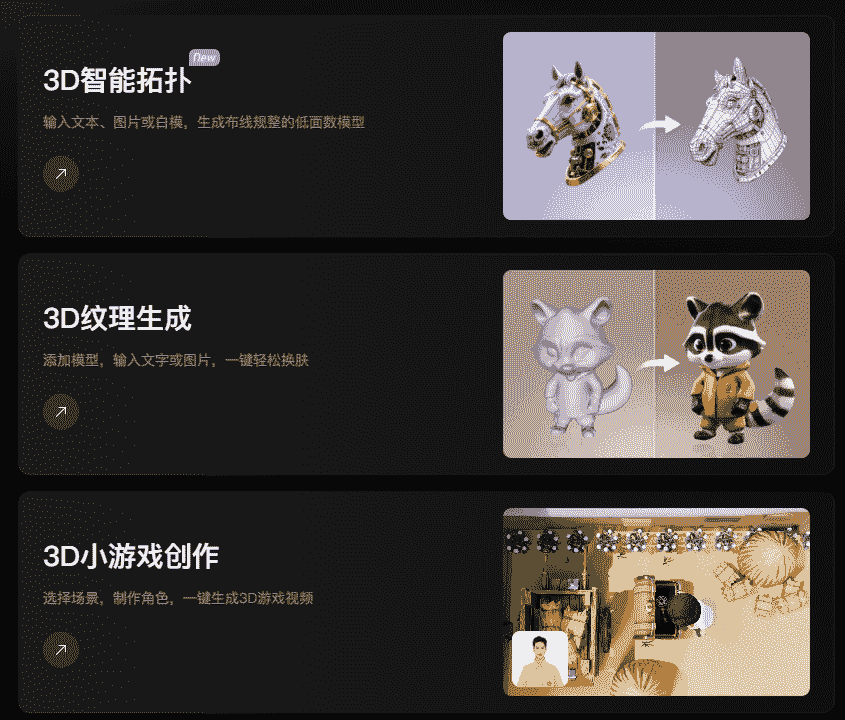 New
3D智能拓扑
输入文本、图片或白模，生成布线规整的低面数模型
3D纹理生成
添加模型，输入文字或图片，一键轻松换肤
3D小游戏创作
选择场景，制作角色，一键生成3D游戏视频